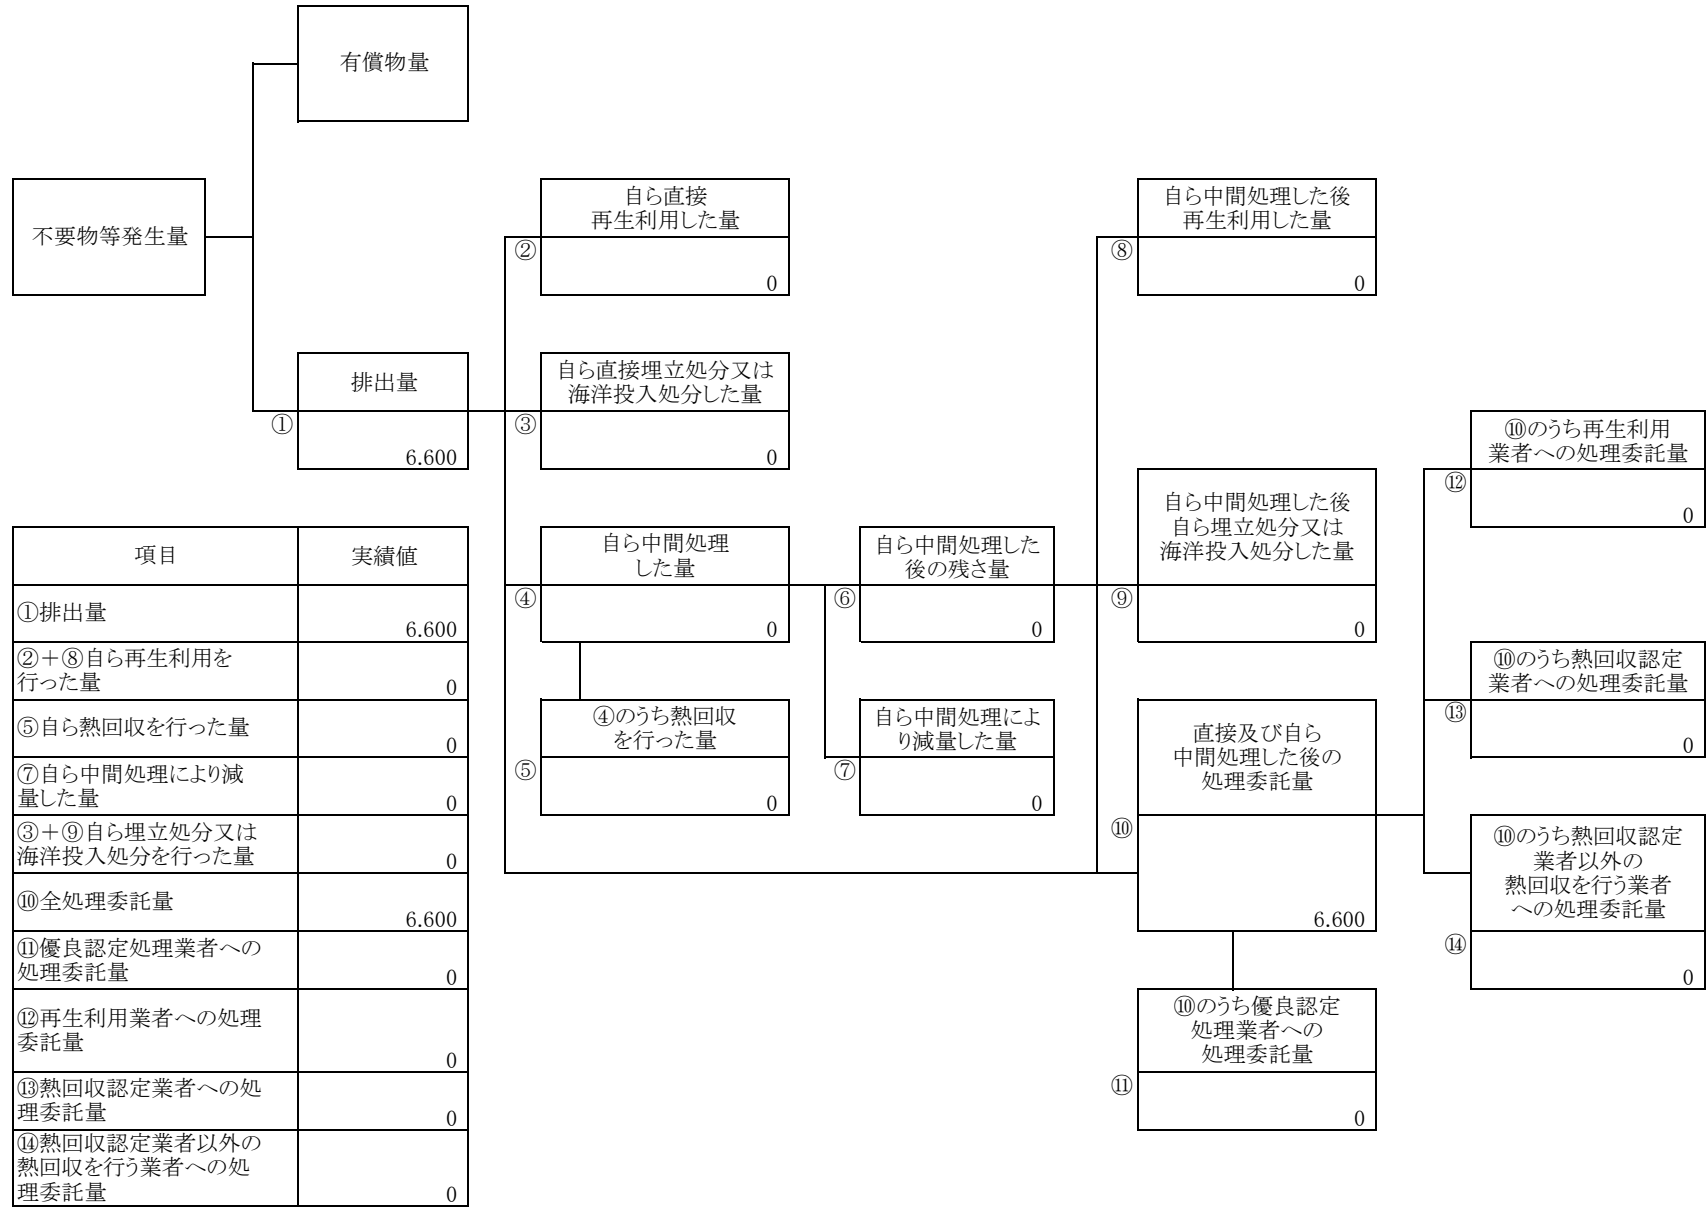 有償物量
不要物等発生量
自ら直接
再生利用した量
②
0
自ら中間処理した後
再生利用した量
⑧
0
排出量
①
6.600
自ら直接埋立処分又は
海洋投入処分した量
③
0
⑩のうち再生利用
業者への処理委託量
⑫
0
自ら中間処理
した量
④
0
自ら中間処理した
後の残さ量
⑥
0
自ら中間処理した後
自ら埋立処分又は
海洋投入処分した量
⑨
0
⑩のうち熱回収認定
業者への処理委託量
⑬
0
④のうち熱回収
を行った量
⑤
0
自ら中間処理によ
り減量した量
⑦
0
直接及び自ら
中間処理した後の
処理委託量
⑩
6.600
⑩のうち熱回収認定
業者以外の
熱回収を行う業者
への処理委託量
⑭
0
⑩のうち優良認定
処理業者への
処理委託量
⑪
0
項目 実績値
①排出量
6.600
②+⑧自ら再生利用を
行った量
0
⑤自ら熱回収を行った量
0
⑦自ら中間処理により減
量した量
0
③+⑨自ら埋立処分又は
海洋投入処分を行った量
0
⑩全処理委託量
6.600
⑪優良認定処理業者への
処理委託量
0
⑫再生利用業者への処理
委託量
0
⑬熱回収認定業者への処
理委託量
0
⑭熱回収認定業者以外の
熱回収を行う業者への処
理委託量
0